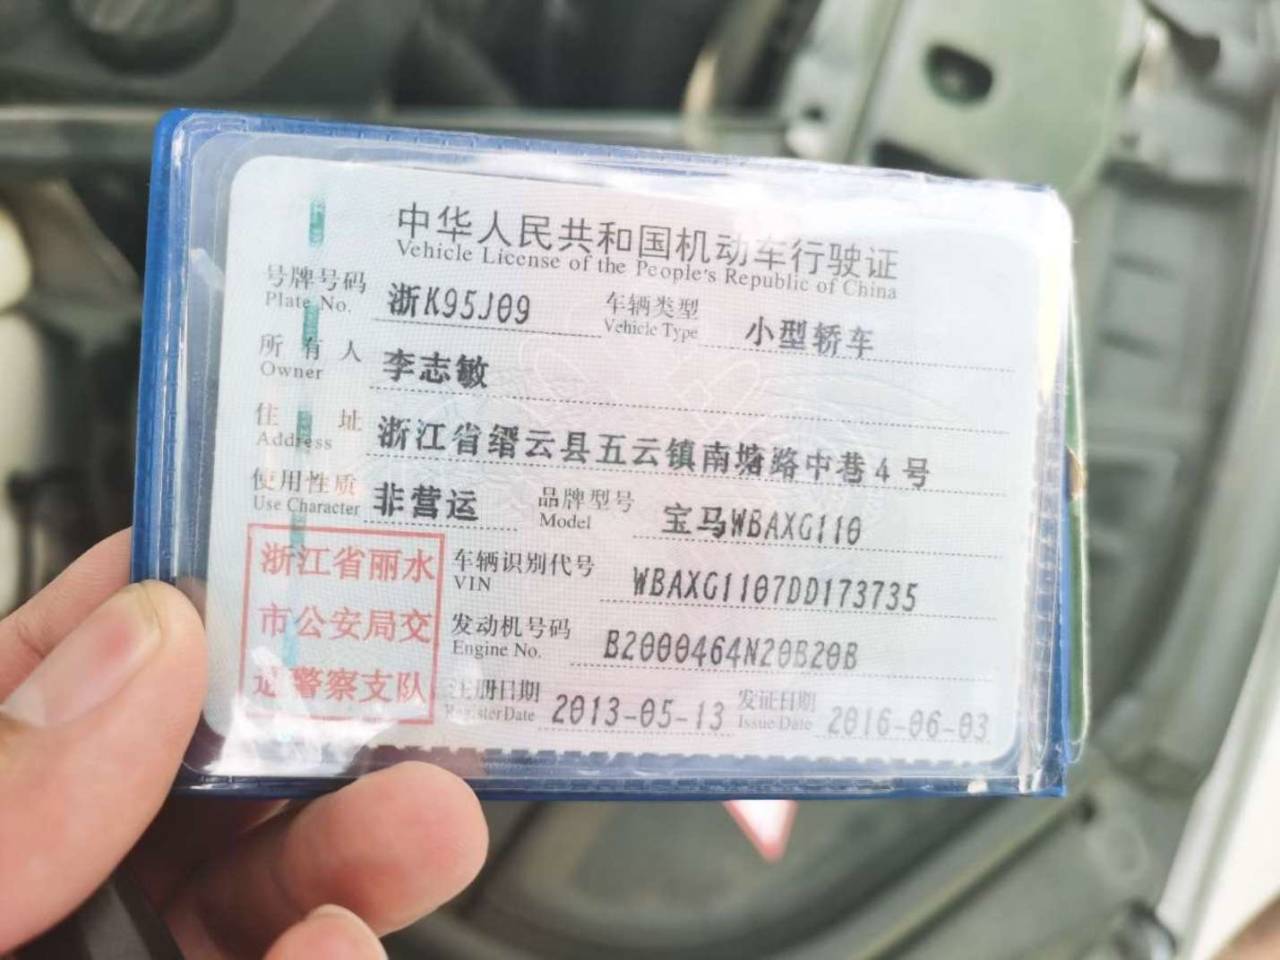 中华人民共和国机动车行驶证
Vehicle License of the People's Republic of China
号牌号码 浙K95J09 车辆类型 小型轿车
Plate No. Vehicle Type
所有人 李志敏
Owner
住址 浙江省缙云县五云镇南塘路中巷4号
Address
使用性质 非营运 品牌型号 宝马WBAXG110
Use Character Model
浙江省丽水
市公安局交
通警察支队
车辆识别代号 WBAXG1107DD173735
VIN
发动机号码 B2000464N20B20B
Engine No.
注册日期 2013-05-13 发证日期 2016-06-03
Register Date Issue Date